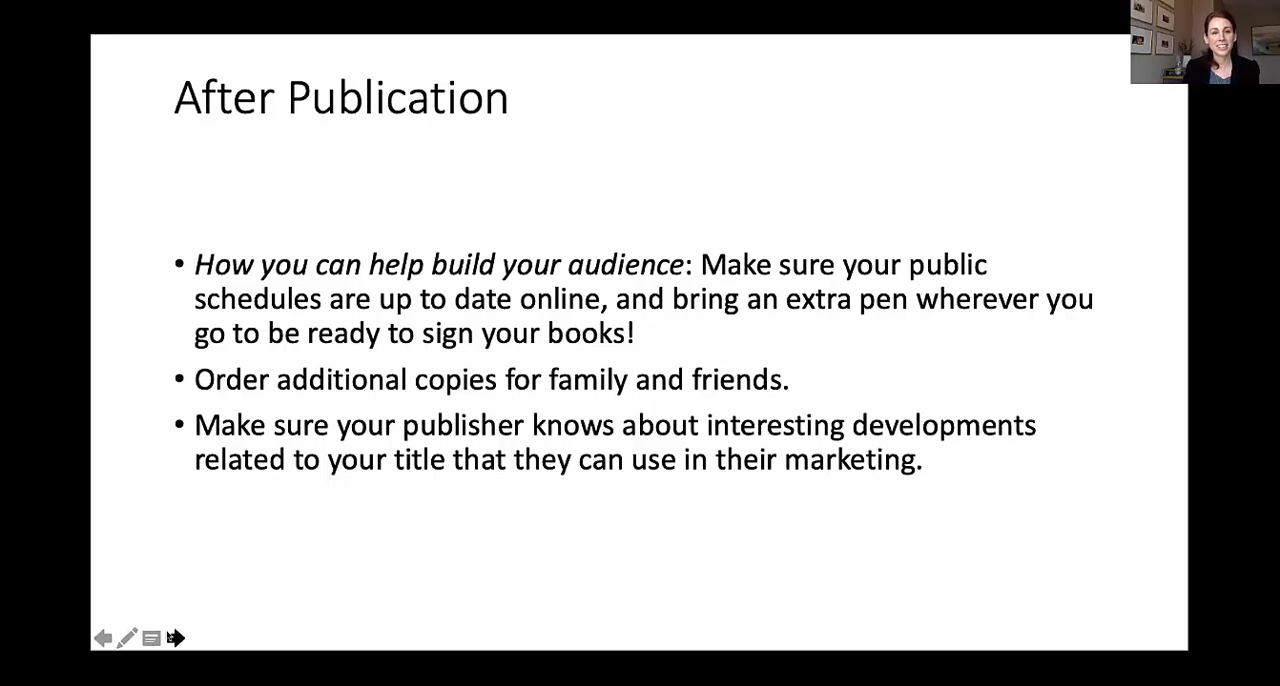 After Publication
• How you can help build your audience: Make sure your public
schedules are up to date online, and bring an extra pen wherever you
go to be ready to sign your books!
• Order additional copies for family and friends.
• Make sure your publisher knows about interesting developments
related to your title that they can use in their marketing.